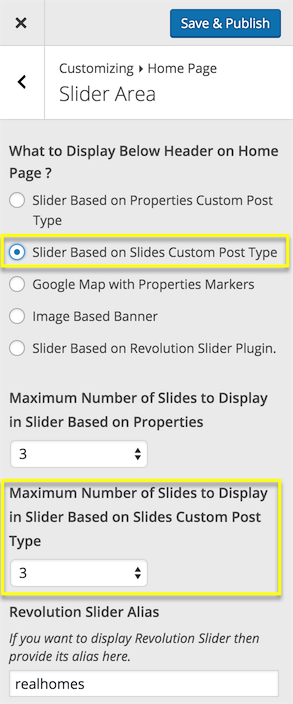 Save & Publish
Customizing ▸ Home Page
Slider Area
What to Display Below Header on Home
Page ?
Slider Based on Properties Custom Post
Type
Slider Based on Slides Custom Post Type
Google Map with Properties Markers
Image Based Banner
Slider Based on Revolution Slider Plugin.
Maximum Number of Slides to Display
in Slider Based on Properties
3
Maximum Number of Slides to Display
in Slider Based on Slides Custom Post
Type
3
Revolution Slider Alias
If you want to display Revolution Slider then
provide its alias here.
realhomes